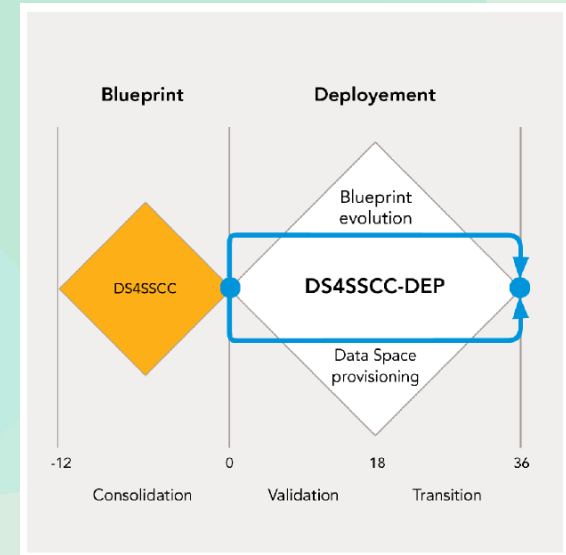 Blueprint
Deployement
Blueprint
evolution
DS4SSCC
DS4SSCC-DEP
Data Space
provisioning
-12
0
18
36
Consolidation
Validation
Transition